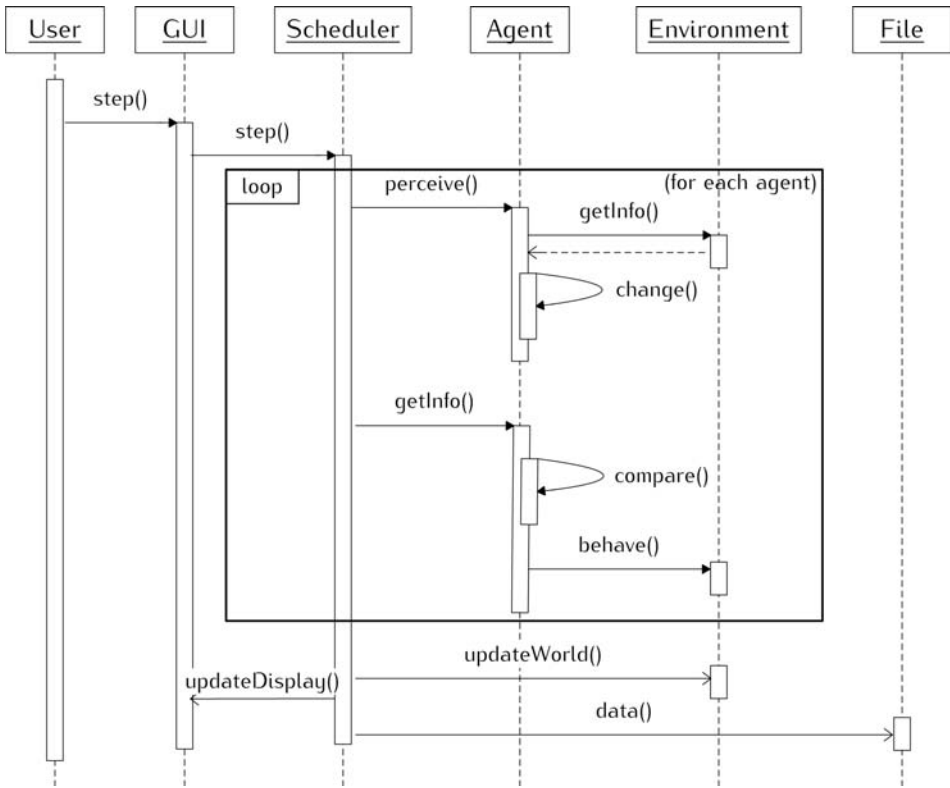 User GUI Scheduler Agent Environment File
step()
step()
loop perceive() (for each agent)
getInfo()
change()
getInfo()
compare()
behave()
updateWorld()
updateDisplay()
data()